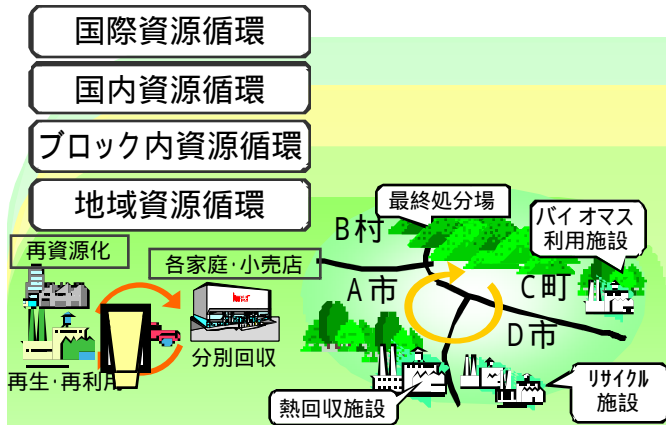 国際資源循環
国内資源循環
ブロック内資源循環
地域資源循環
再資源化
各家庭・小売店
分別回収
再生・再利用
最終処分場
B村
A市
C町
D市
バイオマス
利用施設
熱回収施設
リサイクル
施設